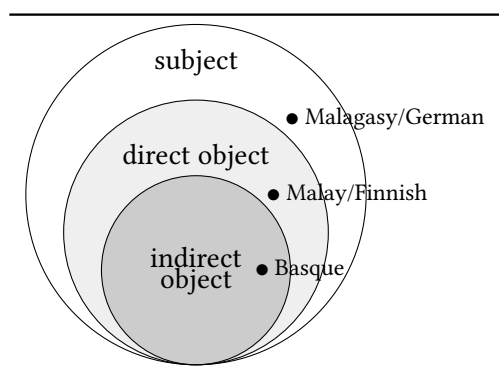 subject
Malagasy/German
direct object
Malay/Finnish
indirect
object
Basque